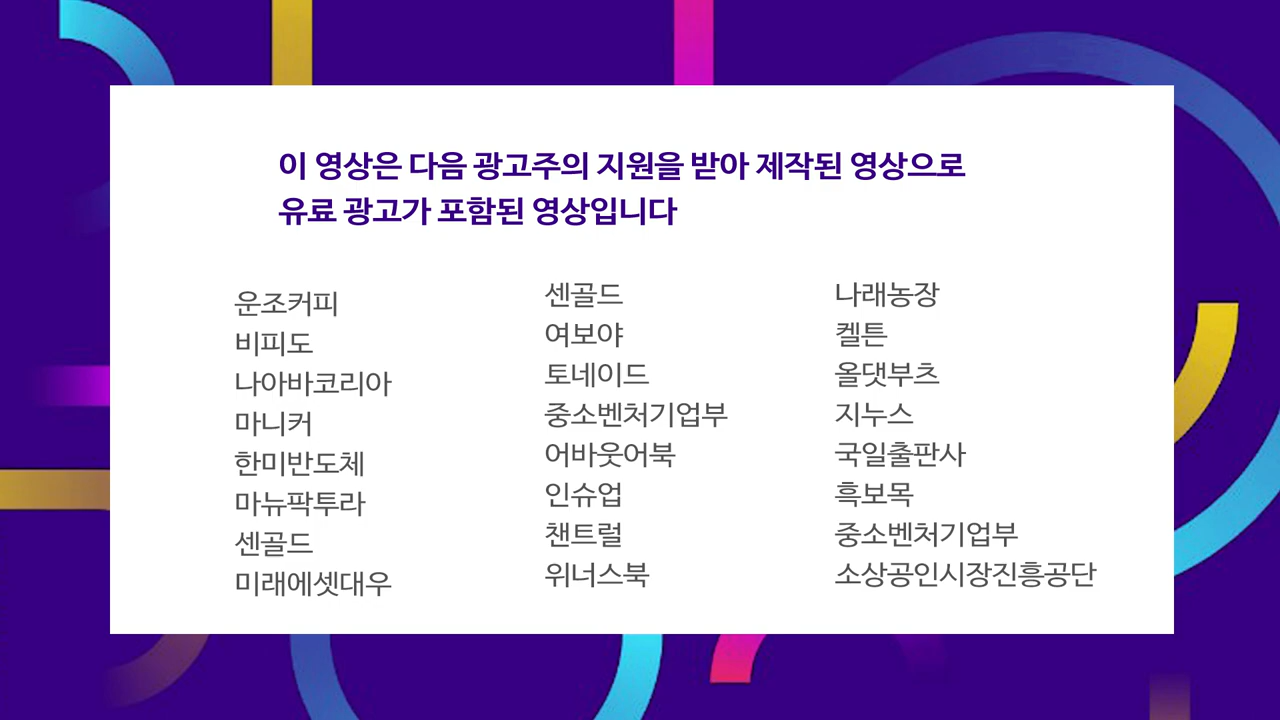 이 영상은 다음 광고주의 지원을 받아 제작된 영상으로
유료 광고가 포함된 영상입니다
운조커피
비피도
나아바코리아
마니커
한미반도체
마뉴팍투라
센골드
미래에셋대우
센골드
여보야
토네이드
중소벤처기업부
어바웃어북
인슈업
챈트럴
위너스북
나래농장
켈튼
올댓부츠
지누스
국일출판사
흑보목
중소벤처기업부
소상공인시장진흥공단